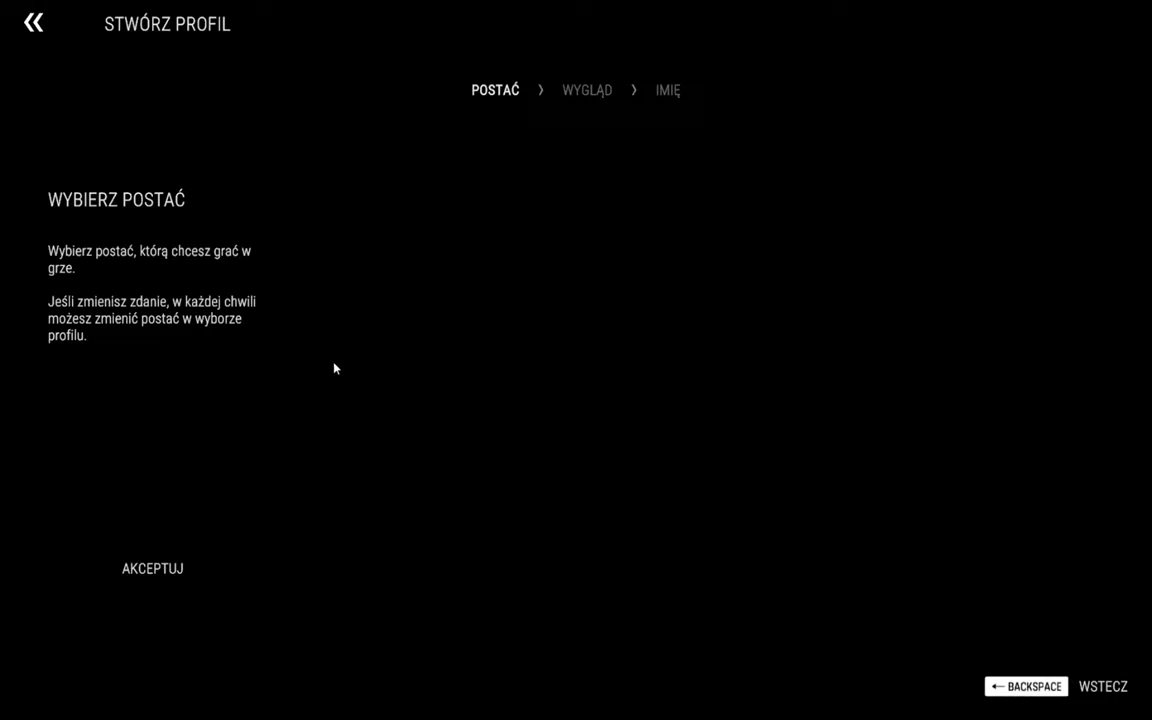 STWÓRZ PROFIL
POSTAĆ › WYGLĄD › IMIĘ
WYBIERZ POSTAĆ
Wybierz postać, którą chcesz grać w
grze.
Jeśli zmienisz zdanie, w każdej chwili
możesz zmienić postać w wyborze
profilu.
AKCEPTUJ
← BACKSPACE WSTECZ